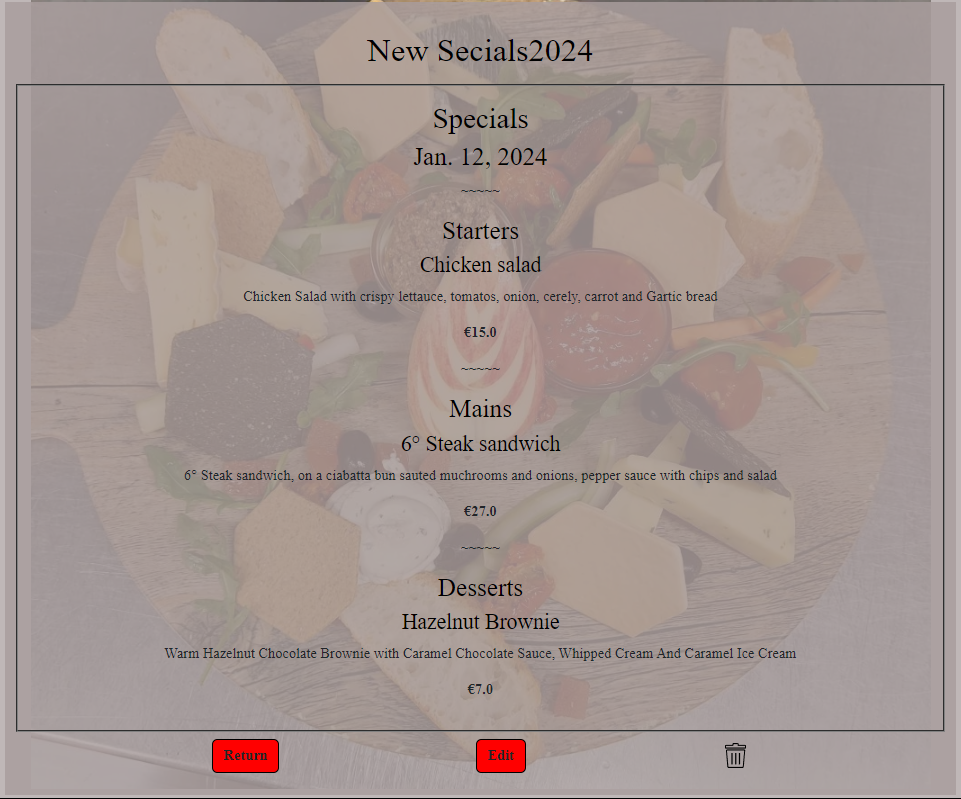 New Secials2024
Specials
Jan. 12, 2024
~~~~~
Starters
Chicken salad
Chicken Salad with crispy lettauce, tomatos, onion, cerely, carrot and Gartic bread
€15.0
~~~~~
Mains
6° Steak sandwich
6° Steak sandwich, on a ciabatta bun sauted muchrooms and onions, pepper sauce with chips and salad
€27.0
~~~~~
Desserts
Hazelnut Brownie
Warm Hazelnut Chocolate Brownie with Caramel Chocolate Sauce, Whipped Cream And Caramel Ice Cream
€7.0
Return Edit